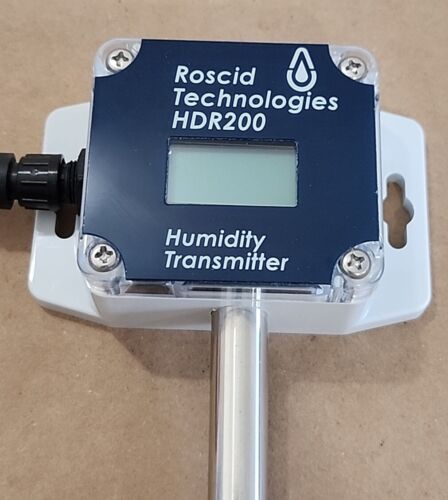 Roscid
Technologies
HDR200
Humidity
Transmitter